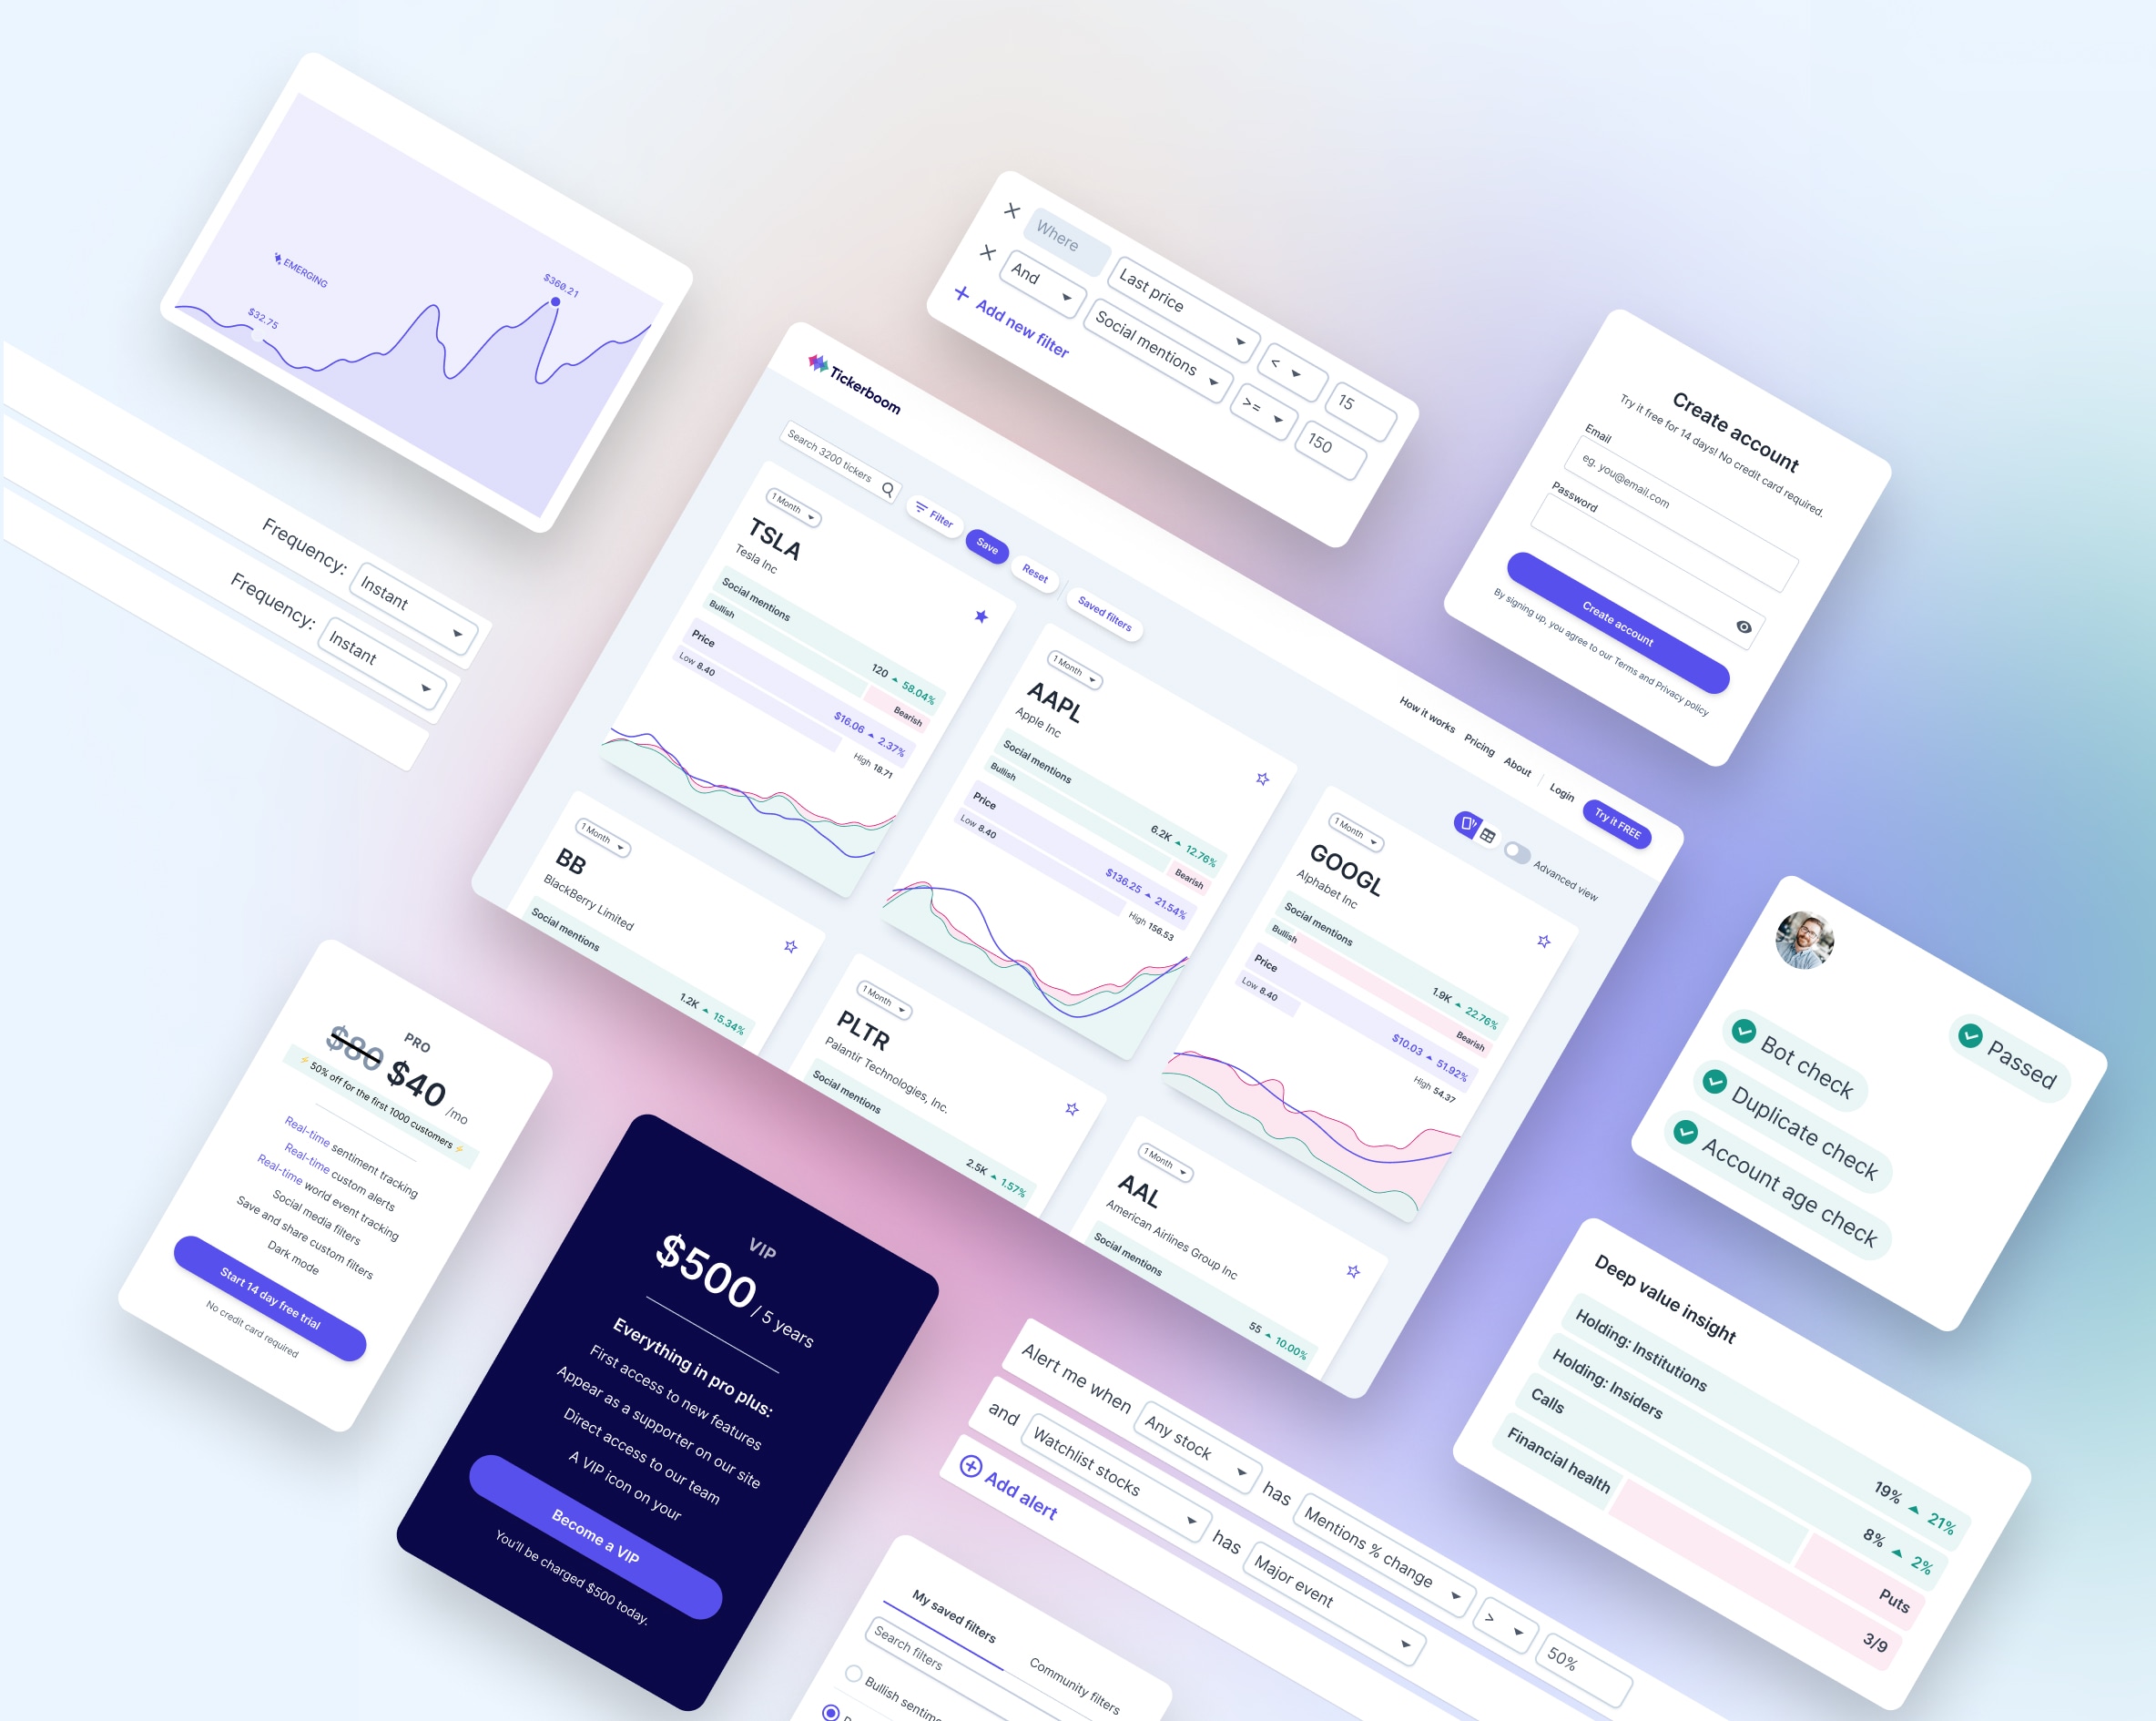 EMERGING
$32.75
$360.21
Where
Last price
<
15
And
Social mentions
>=
150
Add new filter
Create account
Try it free for 14 days! No credit card required.
Email
eg. you@email.com
Password
Create account
By signing up, you agree to our Terms and Privacy policy
Frequency: Instant
Frequency: Instant
Tickerboom
How it works
Pricing
About
Login
Try it FREE
Search 3200 tickers
Filter
Save
Reset
Saved filters
Advanced view
1 Month
TSLA
Tesla Inc
Social mentions
120 58.04%
Bullish
Bearish
Price
$16.06 2.37%
Low 8.40
High 18.71
1 Month
AAPL
Apple Inc
Social mentions
6.2K 12.76%
Bullish
Bearish
Price
$136.25 21.54%
Low 8.40
High 156.53
1 Month
GOOGL
Alphabet Inc
Social mentions
1.9K 22.76%
Bullish
Bearish
Price
$10.03 51.92%
Low 8.40
High 54.37
1 Month
BB
BlackBerry Limited
Social mentions
1.2K 15.34%
1 Month
PLTR
Palantir Technologies, Inc.
Social mentions
2.5K 1.57%
1 Month
AAL
American Airlines Group Inc
Social mentions
55 10.00%
Passed
Bot check
Duplicate check
Account age check
Deep value insight
Holding: Institutions
19% 21%
Holding: Insiders
8% 2%
Calls
Puts
Financial health
3/9
PRO
$80 $40 /mo
⚡50% off for the first 1000 customers⚡
Real-time sentiment tracking
Real-time custom alerts
Real-time world event tracking
Social media filters
Save and share custom filters
Dark mode
Start 14 day free trial
No credit card required
VIP
$500 / 5 years
Everything in pro plus:
First access to new features
Appear as a supporter on our site
Direct access to our team
A VIP icon on your
Become a VIP
You'll be charged $500 today.
Alert me when Any stock has Mentions % change > 50%
and Watchlist stocks has Major event
Add alert
My saved filters
Community filters
Search filters
Bullish